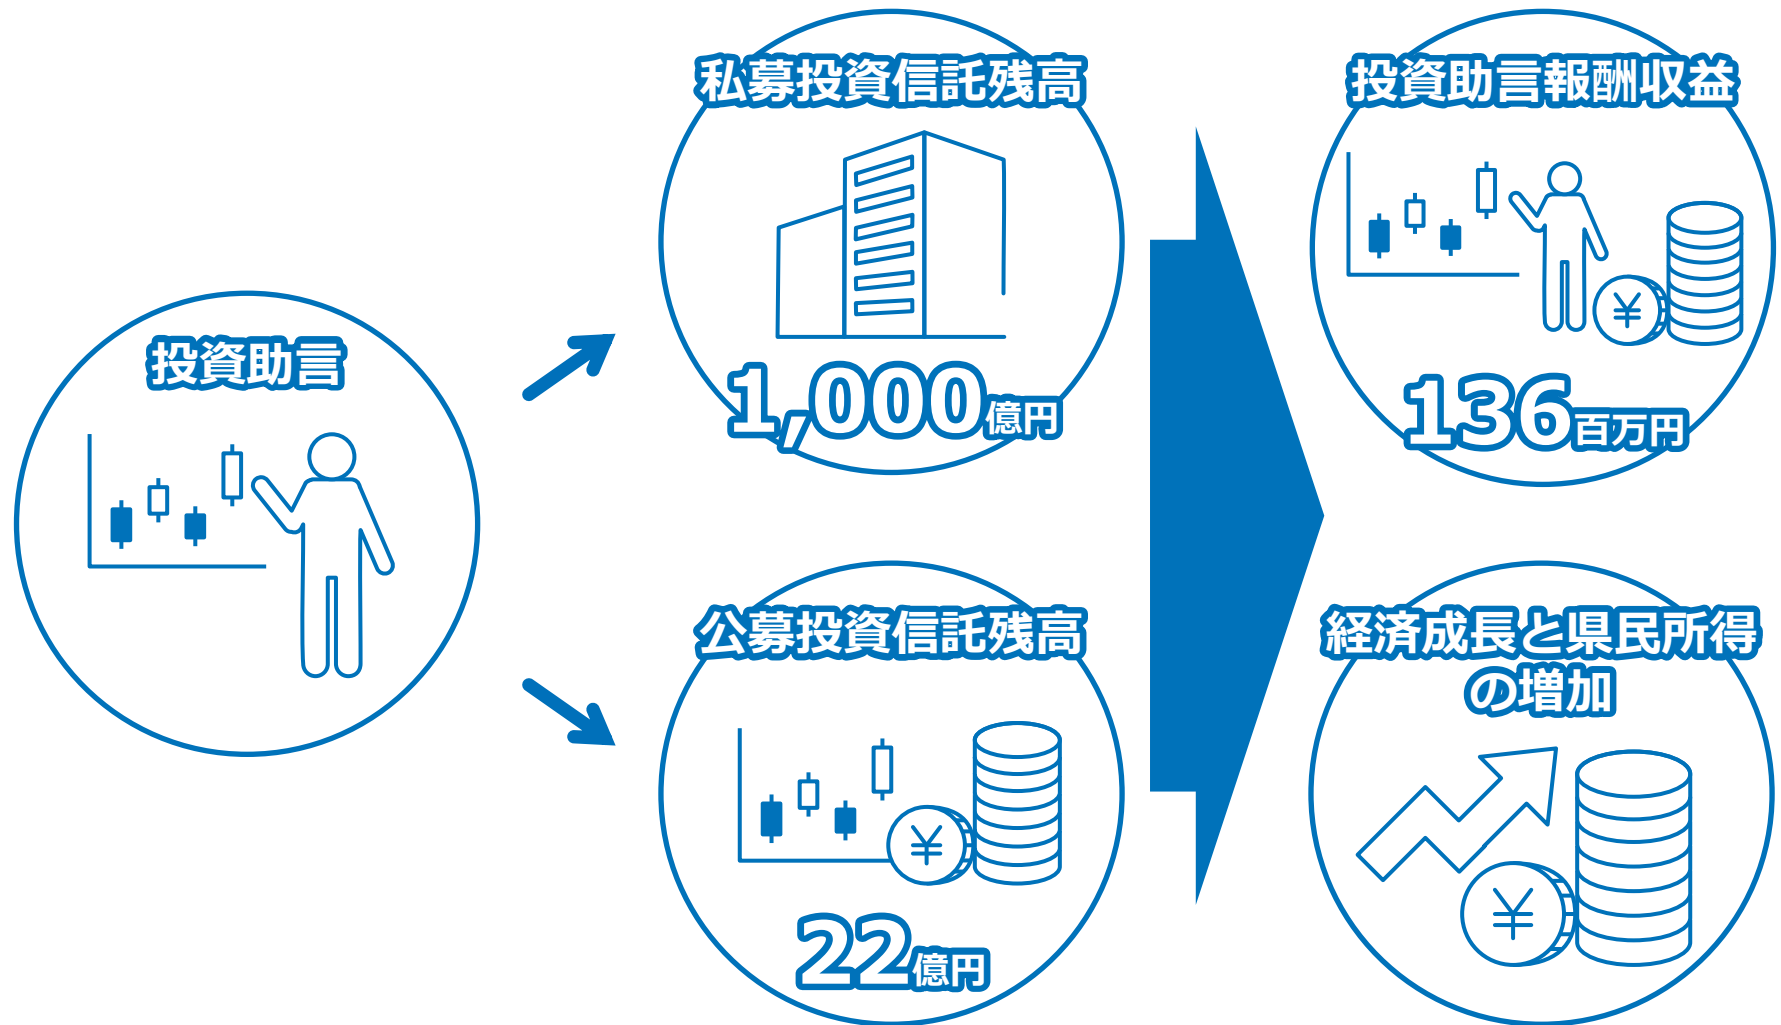 投資助言
私募投資信託残高
1,000億円
公募投資信託残高
¥
22億円
投資助言報酬収益
¥
136百万円
経済成長と県民所得
の増加
¥